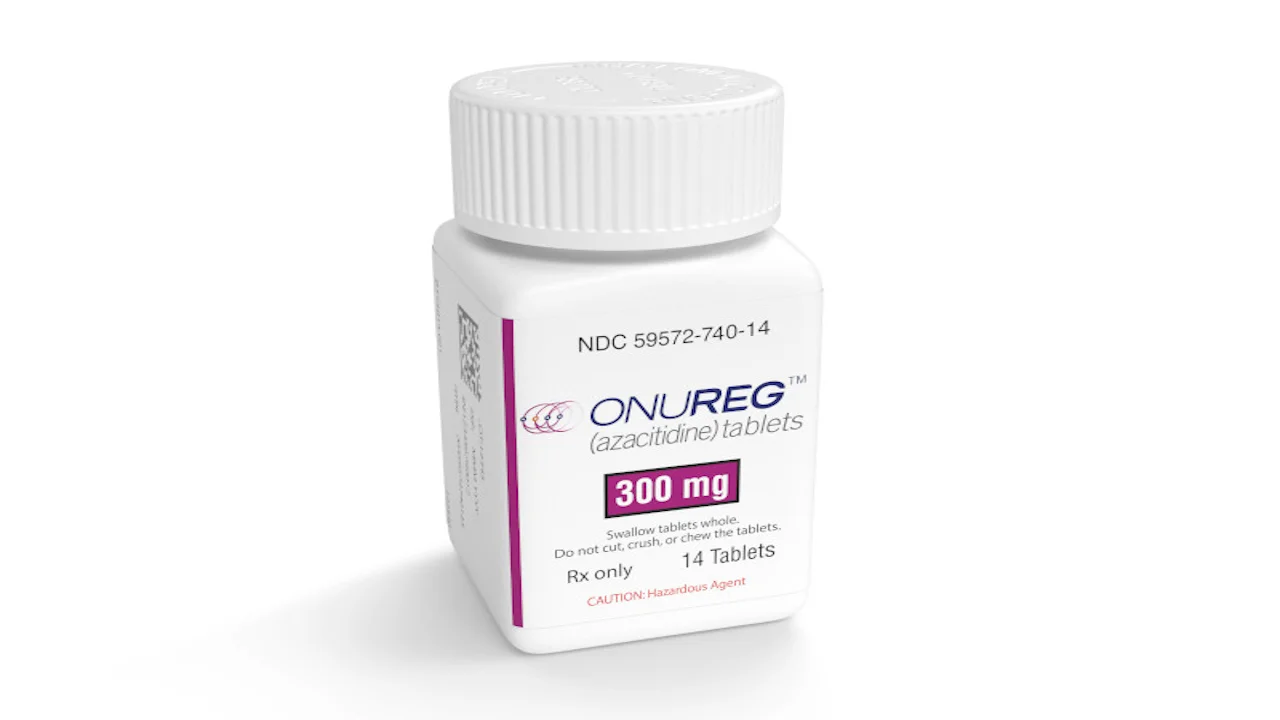 NDC 59572-740-14
ONUREG™
(azacitidine) tablets
300 mg
Swallow tablets whole.
Do not cut, crush, or chew the tablets.
Rx only
14 Tablets
CAUTION: Hazardous Agent